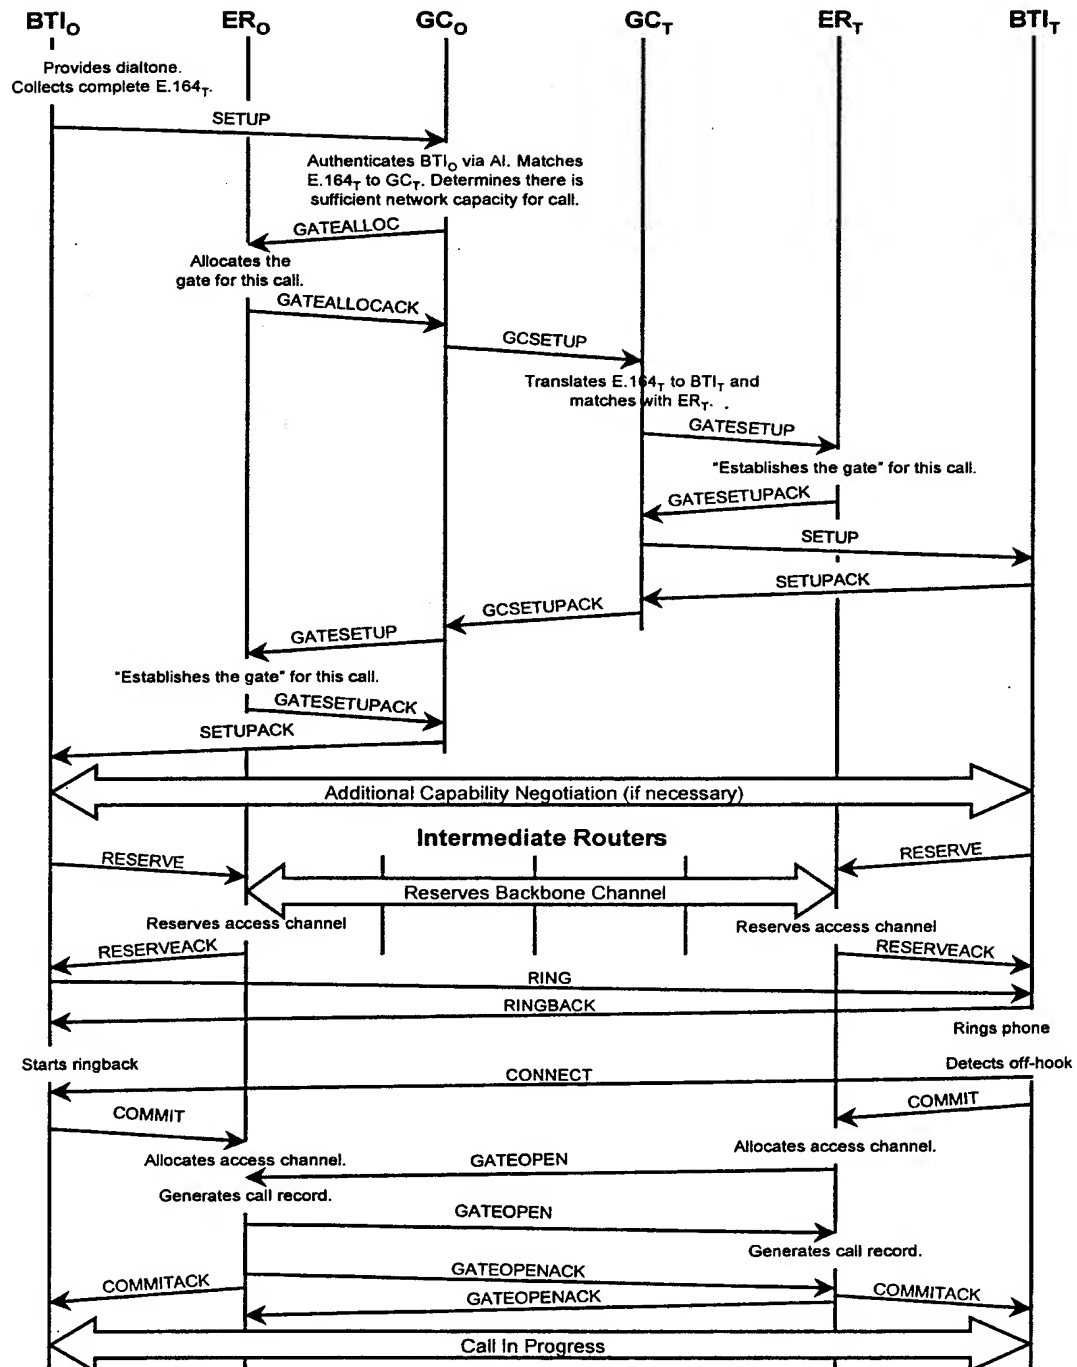 BTIO ERO GCO GCT ERT BTIT
Provides dialtone.
Collects complete E.164T.
SETUP
Authenticates BTIO via AI. Matches
E.164T to GCT. Determines there is
sufficient network capacity for call.
GATEALLOC
Allocates the
gate for this call.
GATEALLOCACK
GCSETUP
Translates E.164T to BTIT and
matches with ERT.
GATESETUP
"Establishes the gate" for this call.
GATESETUPACK
SETUP
SETUPACK
GCSETUPACK
GATESETUP
"Establishes the gate" for this call.
GATESETUPACK
SETUPACK
Additional Capability Negotiation (if necessary)
Intermediate Routers
RESERVE
RESERVE
Reserves Backbone Channel
Reserves access channel
Reserves access channel
RESERVEACK
RESERVEACK
RING
RINGBACK
Rings phone
Starts ringback
Detects off-hook
CONNECT
COMMIT
COMMIT
Allocates access channel.
Allocates access channel.
GATEOPEN
Generates call record.
GATEOPEN
Generates call record.
GATEOPENACK
COMMITACK
COMMITACK
GATEOPENACK
Call In Progress